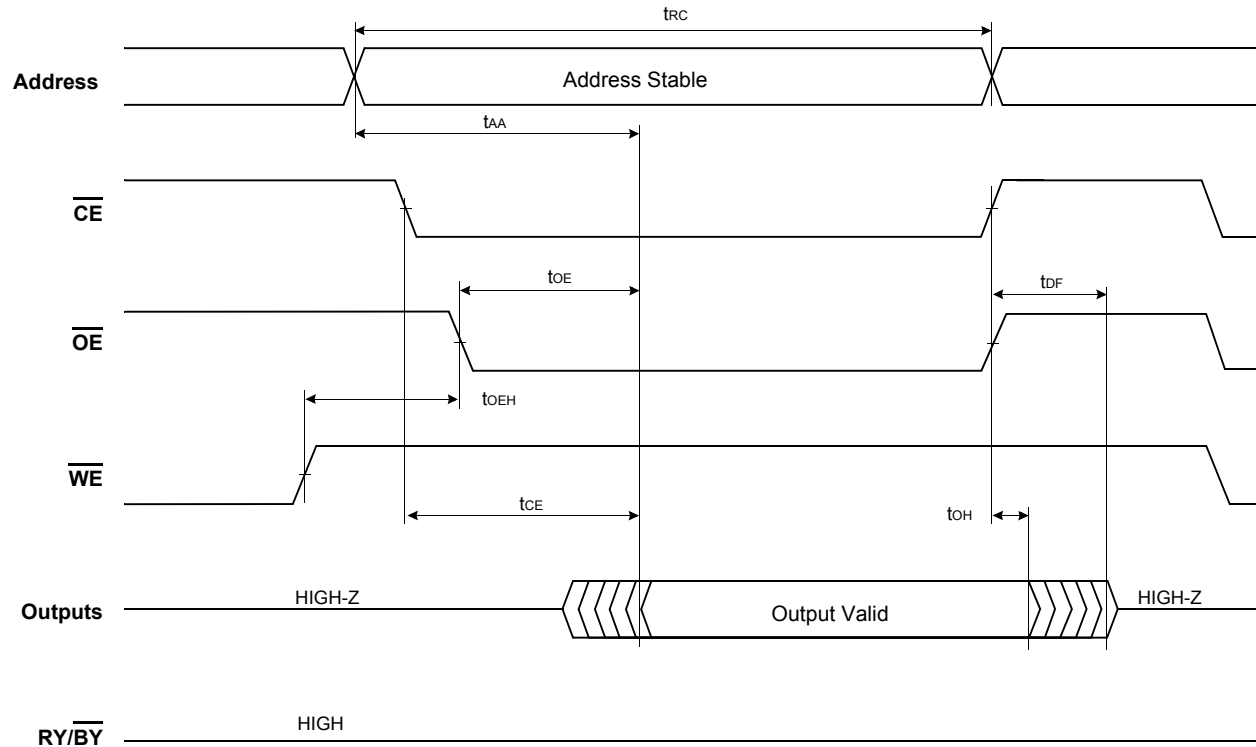 tRC
Address
Address Stable
tAA
CE
tOE
tDF
OE
tOEH
WE
tCE
tOH
HIGH-Z
Outputs
Output Valid
HIGH-Z
HIGH
RY/BY